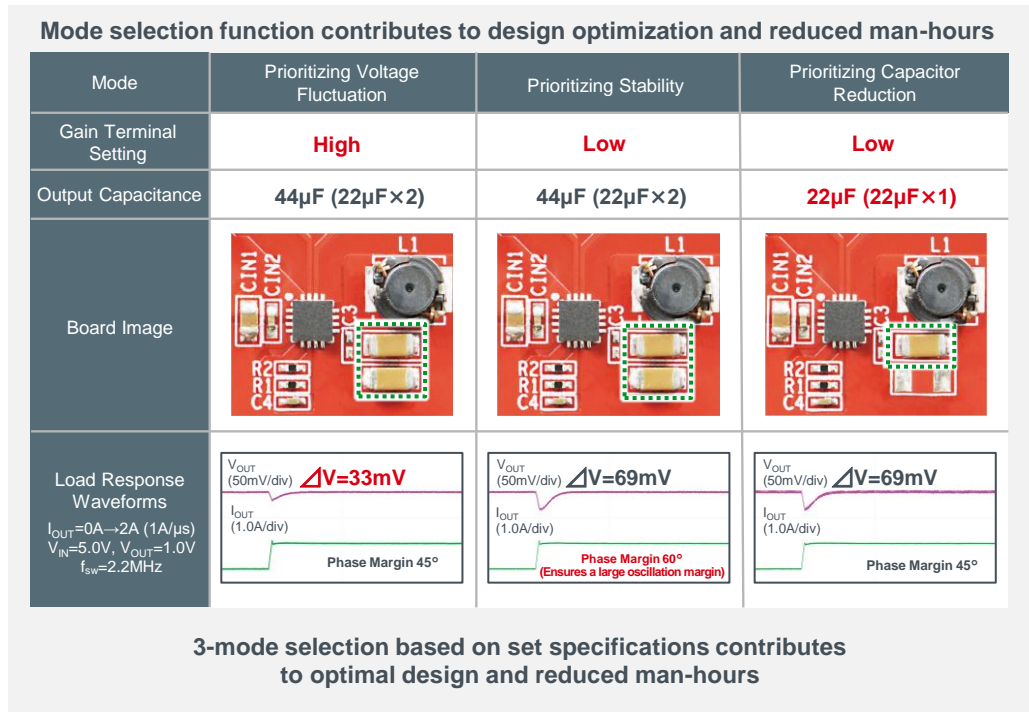 Mode selection function contributes to design optimization and reduced man-hours
Mode
Prioritizing Voltage
Fluctuation
Prioritizing Stability
Prioritizing Capacitor
Reduction
Gain Terminal
Setting
High
Low
Low
Output Capacitance
44µF (22µF×2)
44µF (22µF×2)
22µF (22µF×1)
Board Image
L1
CIN1
CIN2
C3
R2
R1
C4
L1
CIN1
CIN2
C3
R2
R1
C4
L1
CIN1
CIN2
C3
R2
R1
C4
Load Response
Waveforms
IOUT=0A→2A (1A/µs)
VIN=5.0V, VOUT=1.0V
fsw=2.2MHz
VOUT
(50mV/div)
⊿V=33mV
IOUT
(1.0A/div)
Phase Margin 45°
VOUT
(50mV/div)
⊿V=69mV
IOUT
(1.0A/div)
Phase Margin 60°
(Ensures a large oscillation margin)
VOUT
(50mV/div)
⊿V=69mV
IOUT
(1.0A/div)
Phase Margin 45°
3-mode selection based on set specifications contributes
to optimal design and reduced man-hours